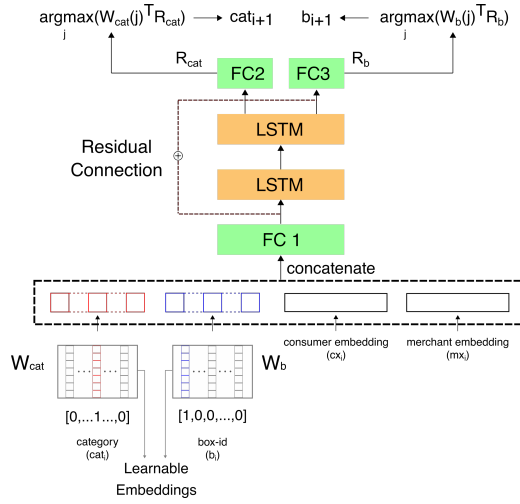 argmax(W_cat(j)^T R_cat) → cat_{i+1} b_{i+1} ← argmax(W_b(j)^T R_b)
j j
R_cat R_b
FC2 FC3
LSTM
Residual
Connection
+
LSTM
FC 1
concatenate
consumer embedding
(cx_i)
merchant embedding
(mx_i)
W_cat W_b
[0,...1...,0] [1,0,0,...,0]
category
(cat_i)
box-id
(b_i)
Learnable
Embeddings